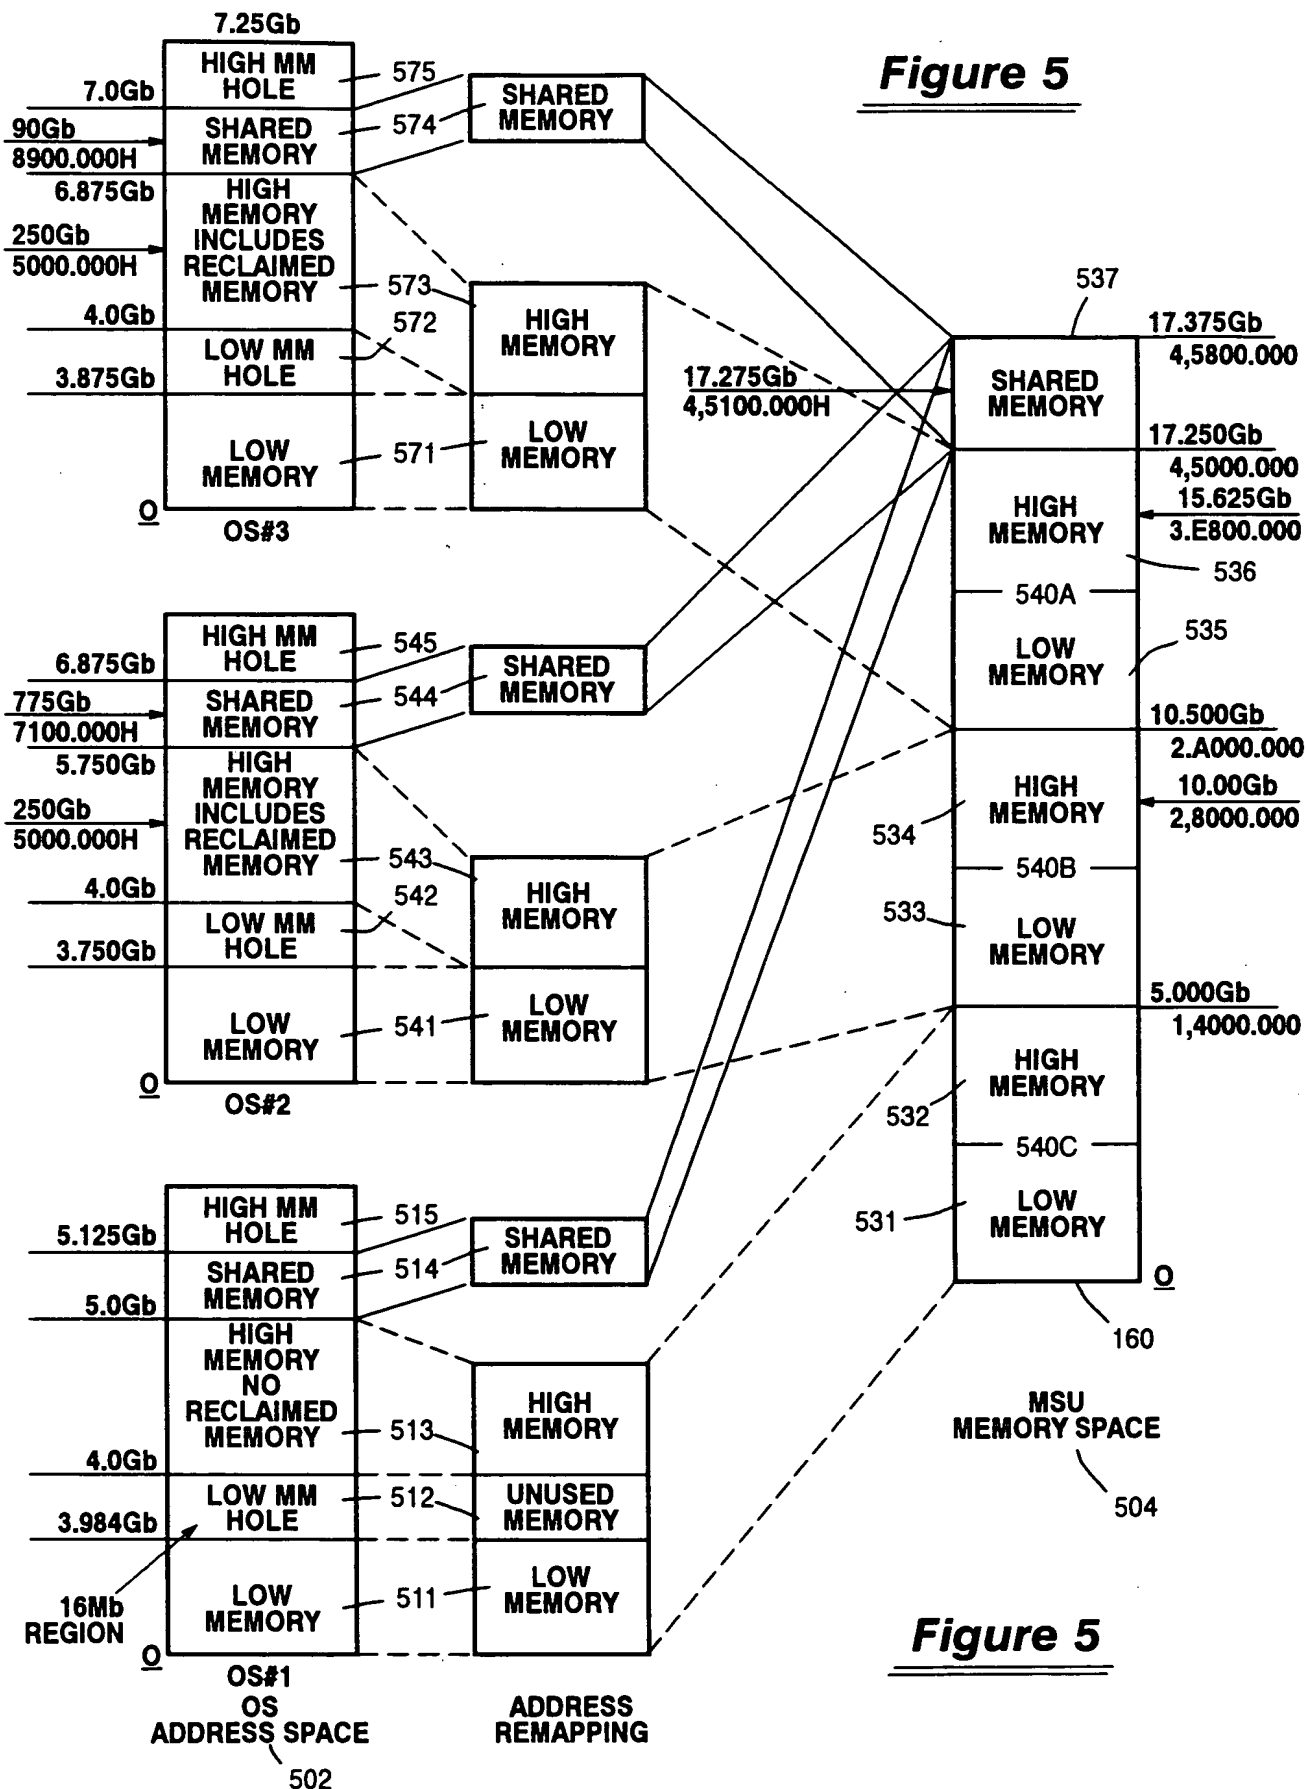 Figure 5
7.25Gb
HIGH MM
HOLE
575
7.0Gb
SHARED
MEMORY
574
SHARED
MEMORY
90Gb
8900.000H
6.875Gb
HIGH
MEMORY
INCLUDES
RECLAIMED
MEMORY
573
250Gb
5000.000H
4.0Gb
572
LOW MM
HOLE
3.875Gb
HIGH
MEMORY
LOW
MEMORY
571
LOW
MEMORY
0
OS#3
HIGH MM
HOLE
545
6.875Gb
SHARED
MEMORY
544
SHARED
MEMORY
775Gb
7100.000H
5.750Gb
HIGH
MEMORY
INCLUDES
RECLAIMED
MEMORY
543
250Gb
5000.000H
4.0Gb
542
LOW MM
HOLE
3.750Gb
HIGH
MEMORY
LOW
MEMORY
541
LOW
MEMORY
0
OS#2
HIGH MM
HOLE
515
5.125Gb
SHARED
MEMORY
514
SHARED
MEMORY
5.0Gb
HIGH
MEMORY
NO
RECLAIMED
MEMORY
513
HIGH
MEMORY
4.0Gb
LOW MM
HOLE
512
UNUSED
MEMORY
3.984Gb
16Mb
REGION
LOW
MEMORY
511
LOW
MEMORY
0
OS#1
OS
ADDRESS SPACE
502
ADDRESS
REMAPPING
537
17.375Gb
4,5800.000
17.275Gb
4,5100.000H
SHARED
MEMORY
17.250Gb
4,5000.000
HIGH
MEMORY
15.625Gb
3.E800.000
536
540A
535
LOW
MEMORY
10.500Gb
2.A000.000
HIGH
MEMORY
10.00Gb
2,8000.000
534
540B
533
LOW
MEMORY
5.000Gb
1,4000.000
HIGH
MEMORY
532
540C
531
LOW
MEMORY
0
160
MSU
MEMORY SPACE
504
Figure 5